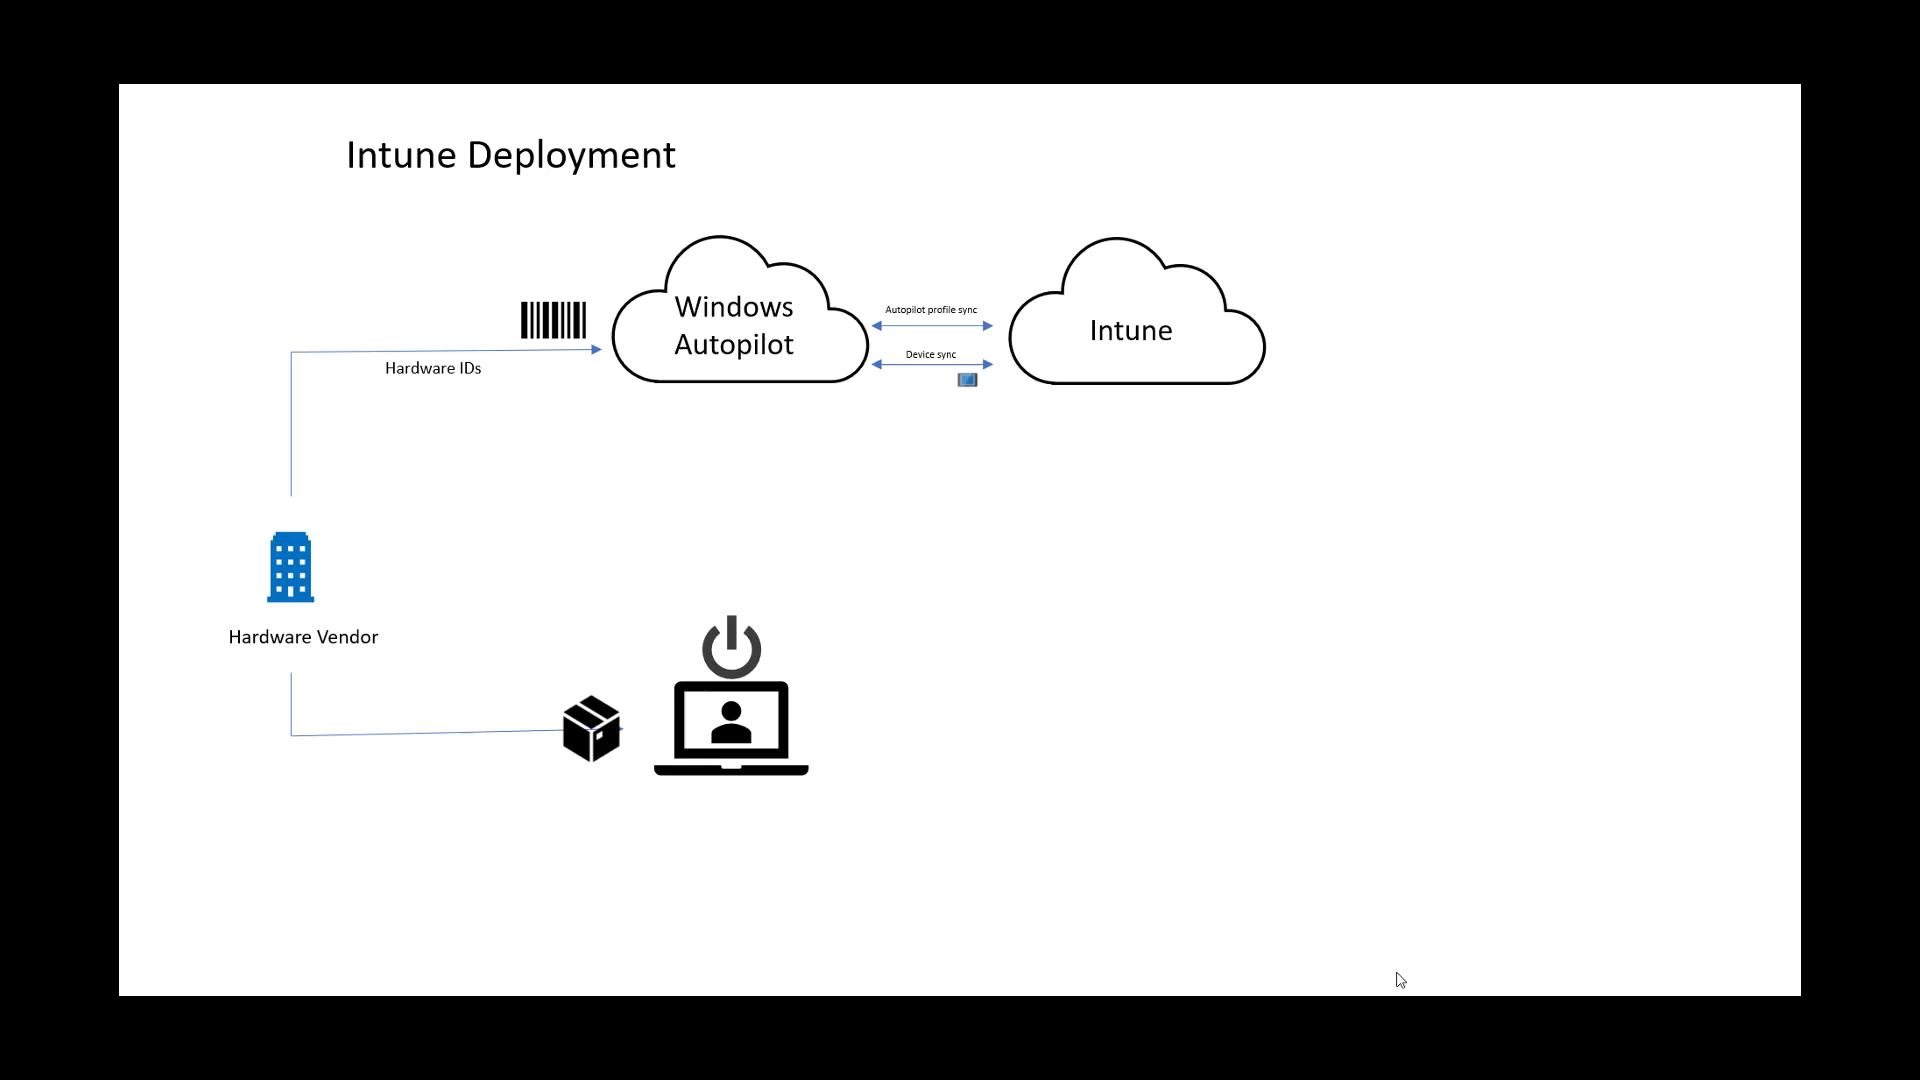 Intune Deployment
Windows
Autopilot
Autopilot profile sync
Device sync
Intune
Hardware IDs
Hardware Vendor